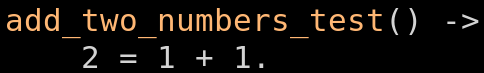 add_two_numbers_test() ->
    2 = 1 + 1.